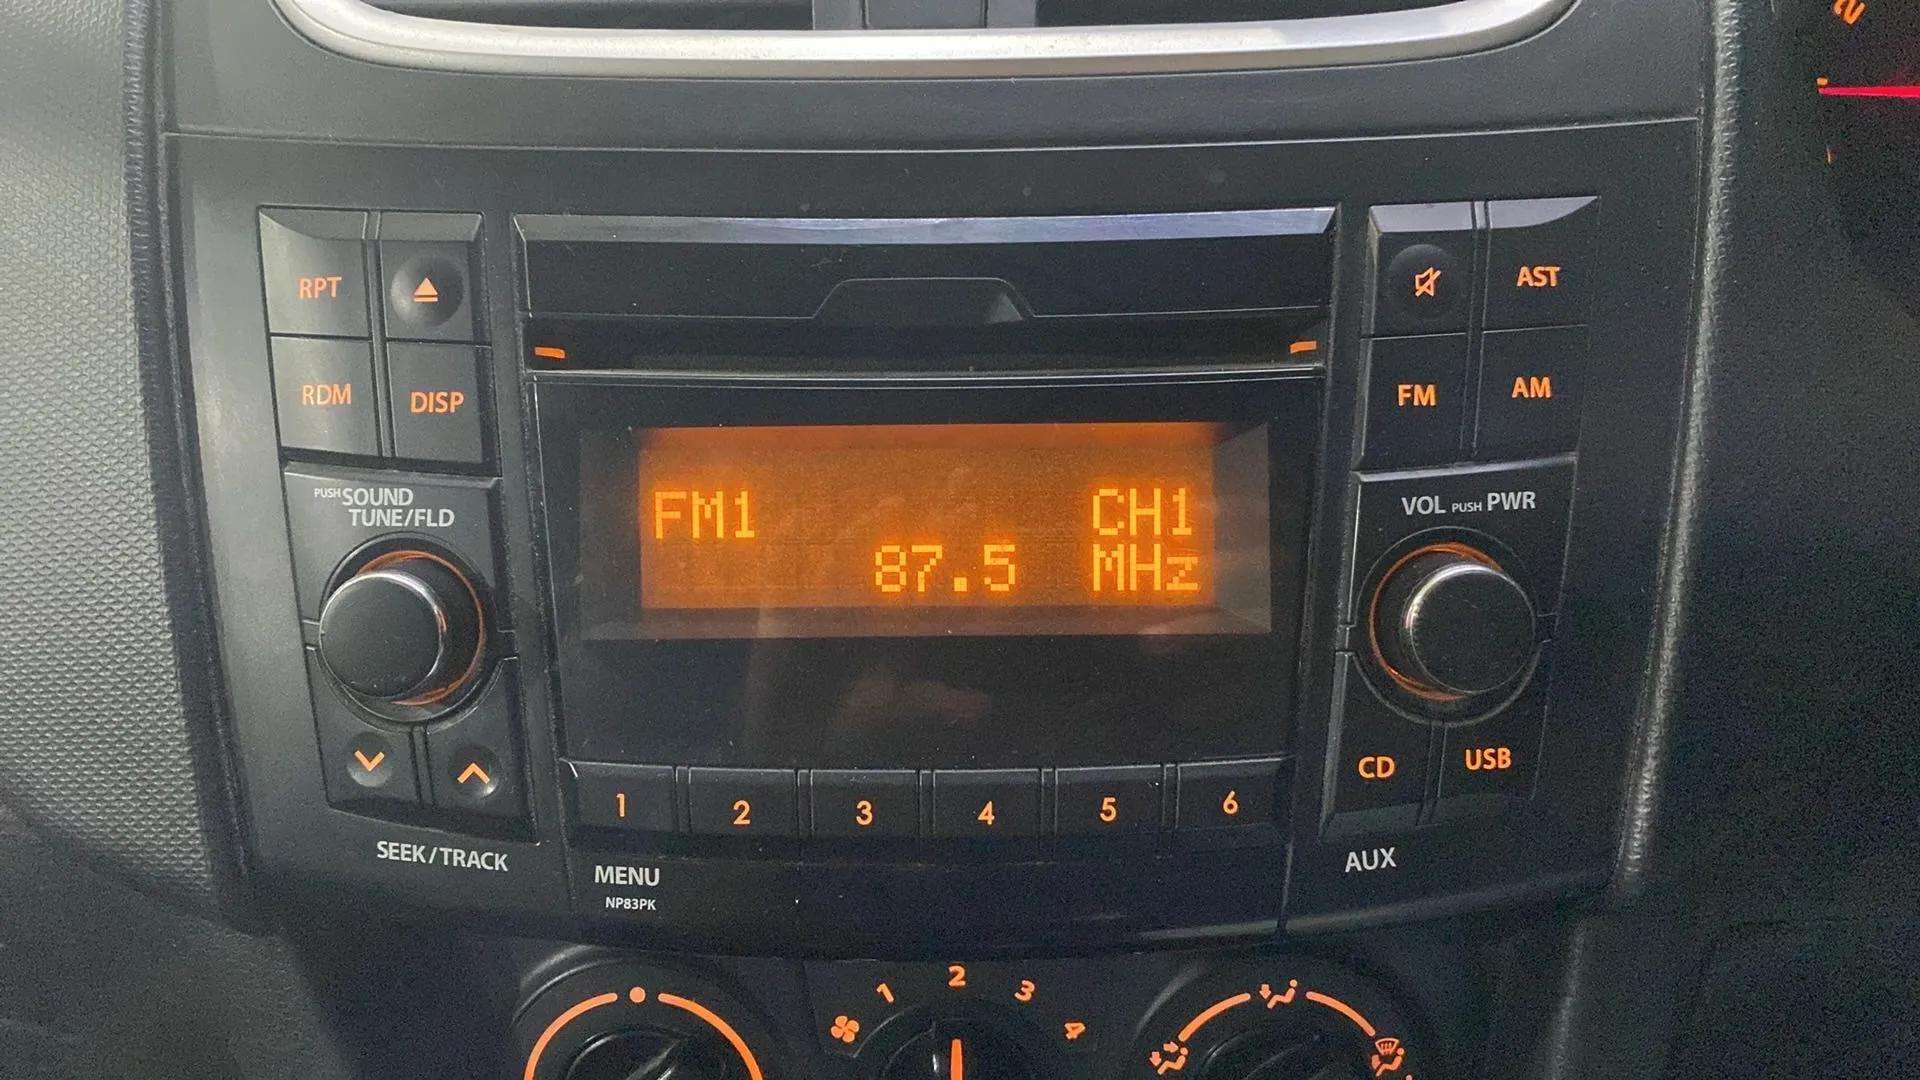 RPT
AST
RDM
DISP
FM
AM
PUSH SOUND
TUNE/FLD
VOL PUSH PWR
FM1 CH1
87.5 MHz
CD
USB
1 2 3 4 5 6
SEEK/TRACK
MENU
AUX
NP83PK
1 2 3 4